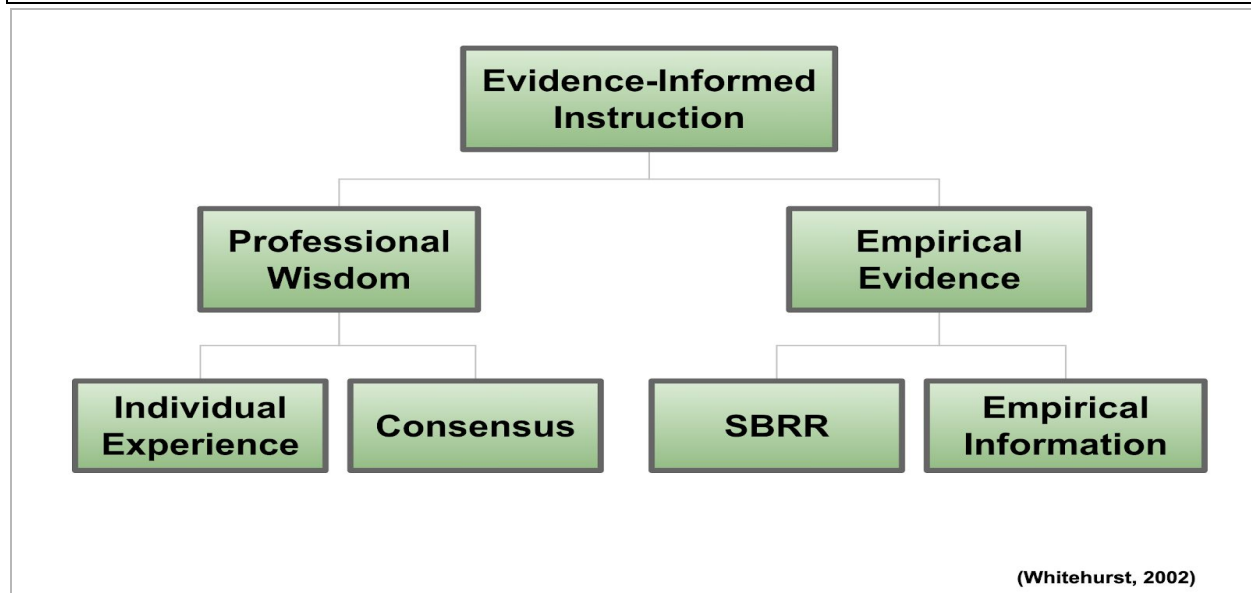 Evidence-Informed
Instruction
Professional
Wisdom
Empirical
Evidence
Individual
Experience
Consensus
SBRR
Empirical
Information
(Whitehurst, 2002)